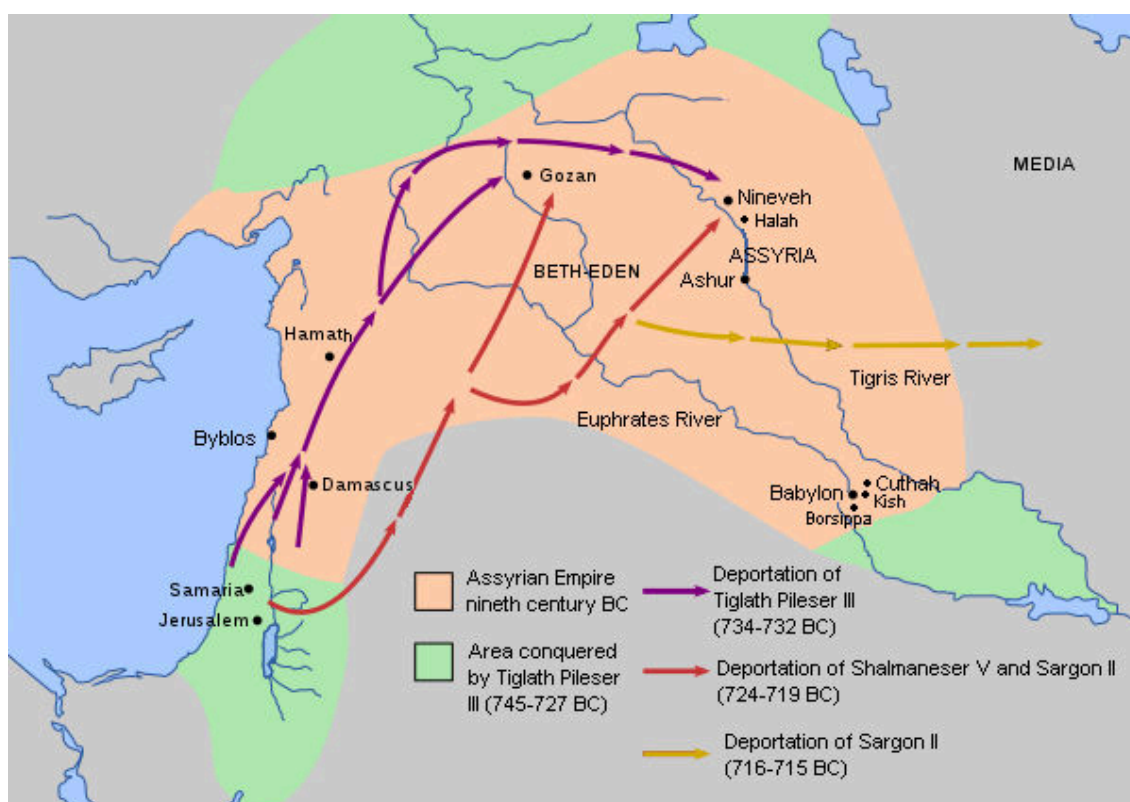 MEDIA
Gozan
Nineveh
Halah
BETH-EDEN
ASSYRIA
Ashur
Hamath
Tigris River
Byblos
Euphrates River
Damascus
Babylon
Cuthah
Kish
Borsippa
Samaria
Jerusalem
Assyrian Empire
nineth century BC
Area conquered
by Tiglath Pileser
III (745-727 BC)
Deportation of
Tiglath Pileser III
(734-732 BC)
Deportation of Shalmaneser V and Sargon II
(724-719 BC)
Deportation of Sargon II
(716-715 BC)